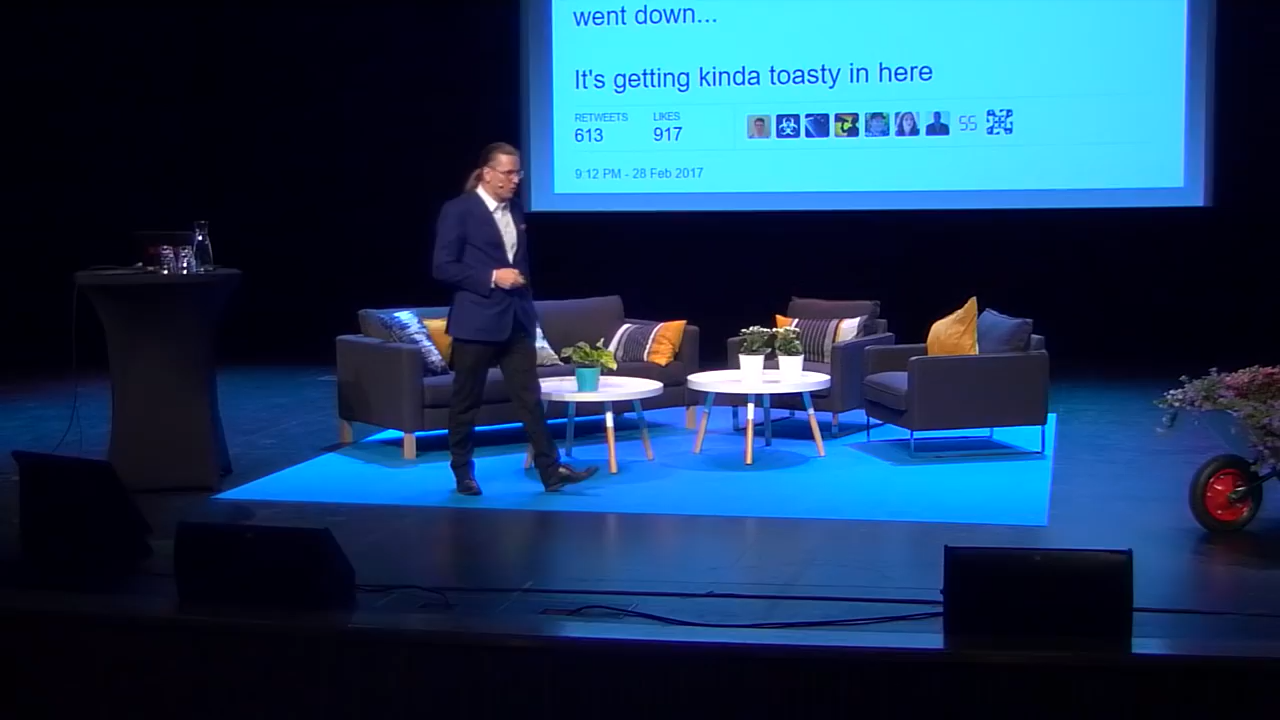 went down...
It's getting kinda toasty in here
RETWEETS LIKES
613 917
55
9:12 PM - 28 Feb 2017